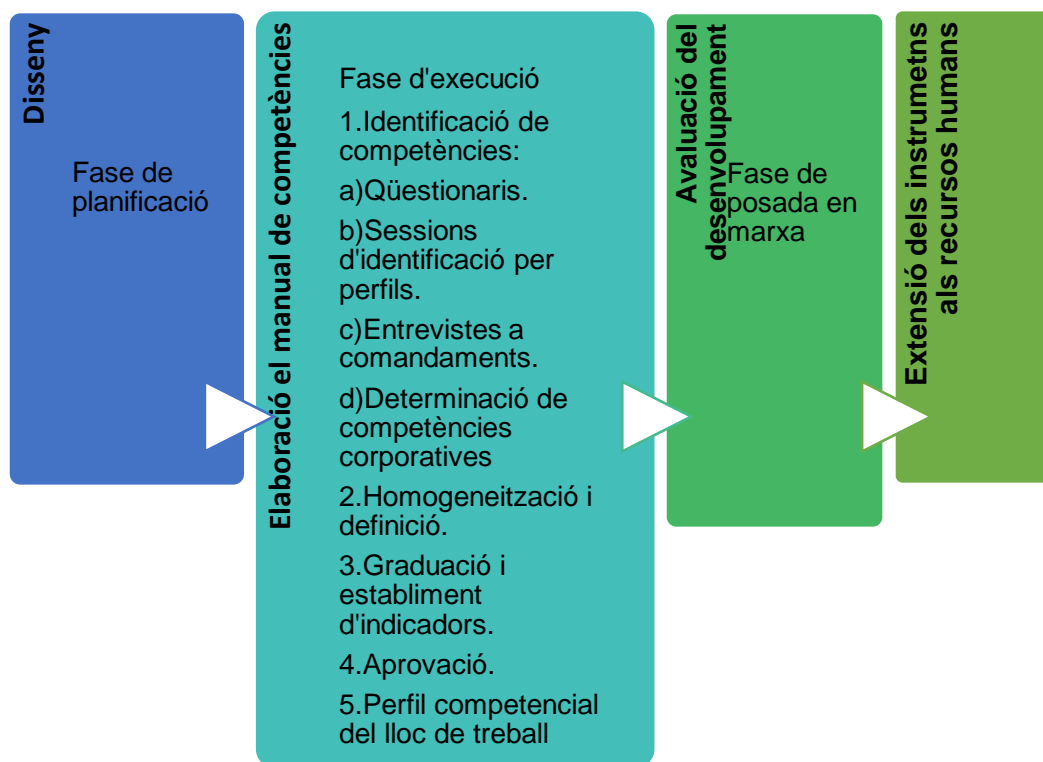 Disseny
Fase de
planificació
Elaboració el manual de competències
Fase d'execució
1.Identificació de
competències:
a)Qüestionaris.
b)Sessions
d'identificació per
perfils.
c)Entrevistes a
comandaments.
d)Determinació de
competències
corporatives
2.Homogeneització i
definició.
3.Graduació i
establiment
d'indicadors.
4.Aprovació.
5.Perfil competencial
del lloc de treball
Avaluació del
desenvolupament
Fase de
posada en
marxa
Extensió dels instrumetns
als recursos humans